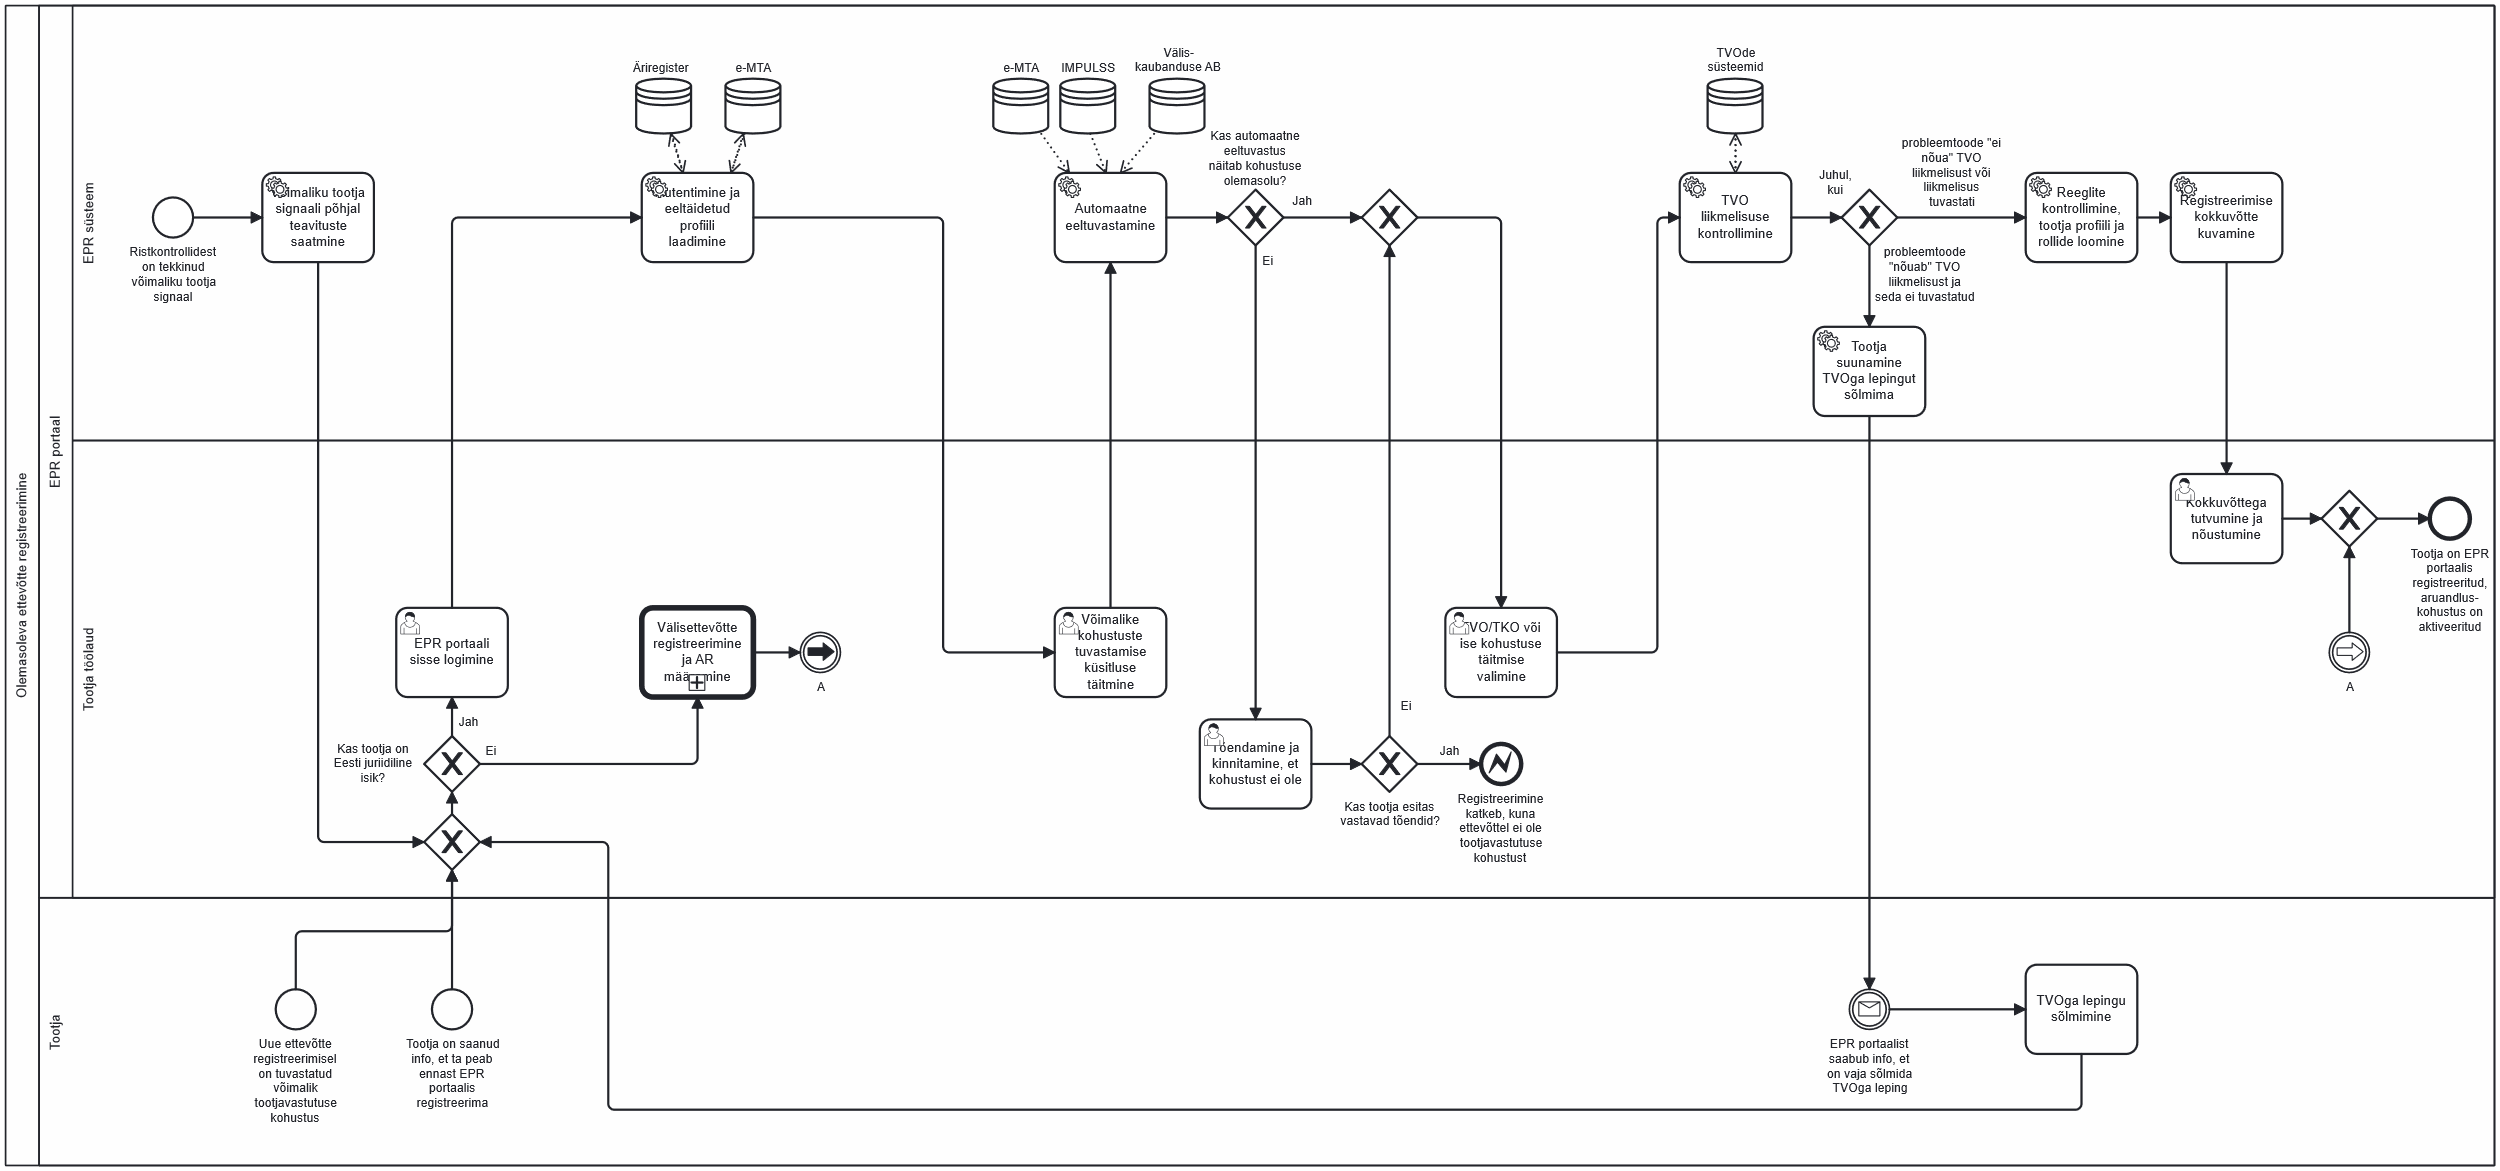 Olemasoleva ettevõtte registreerimine
EPR portaal
EPR süsteem
Tootja töölaud
Tootja
Ristkontrollidest
on tekkinud
võimaliku tootja
signaal
imaliku tootja
signaali põhjal
teavituste
saatmine
Äriregister
e-MTA
utentimine ja
eeltäidetud
profiili
laadimine
e-MTA
IMPULSS
Välis-
kaubanduse AB
Automaatne
eeltuvastamine
Kas automaatne
eeltuvastus
näitab kohustuse
olemasolu?
Jah
Ei
TVOde
süsteemid
TVO
liikmelisuse
kontrollimine
Juhul,
kui
probleemtoode "ei
nõua" TVO
liikmelisust või
liikmelisus
tuvastati
probleemtoode
"nõuab" TVO
liikmelisust ja
seda ei tuvastatud
Reeglite
kontrollimine,
tootja profiili ja
rollide loomine
Registreerimise
kokkuvõtte
kuvamine
Tootja
suunamine
TVOga lepingut
sõlmima
EPR portaali
sisse logimine
Jah
Kas tootja on
Eesti juriidiline
isik?
Ei
Välisettevõtte
registreerimine
ja AR
määramine
A
Võimalike
kohustuste
tuvastamise
küsitluse
täitmine
Tõendamine ja
kinnitamine, et
kohustust ei ole
Ei
Jah
Kas tootja esitas
vastavad tõendid?
Registreerimine
katkeb, kuna
ettevõttel ei ole
tootjavastutuse
kohustust
VO/TKO või
ise kohustuse
täitmise
valimine
Kokkuvõttega
tutvumine ja
nõustumine
A
Tootja on EPR
portaalis
registreeritud,
aruandlus-
kohustus on
aktiveeritud
Uue ettevõtte
registreerimisel
on tuvastatud
võimalik
tootjavastutuse
kohustus
Tootja on saanud
info, et ta peab
ennast EPR
portaalis
registreerima
EPR portaalist
saabub info, et
on vaja sõlmida
TVOga leping
TVOga lepingu
sõlmimine